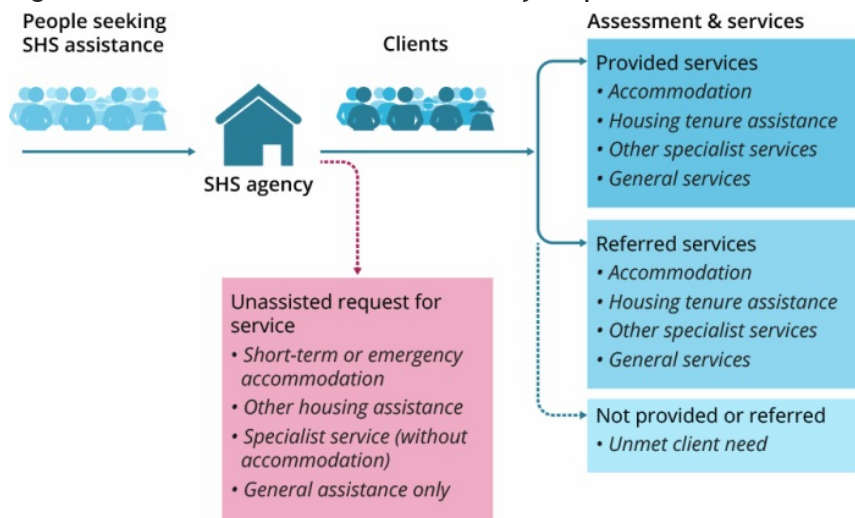 People seeking
SHS assistance
Clients
Assessment & services
SHS agency
Provided services
• Accommodation
• Housing tenure assistance
• Other specialist services
• General services
Referred services
• Accommodation
• Housing tenure assistance
• Other specialist services
• General services
Not provided or referred
• Unmet client need
Unassisted request for
service
• Short-term or emergency
accommodation
• Other housing assistance
• Specialist service (without
accommodation)
• General assistance only